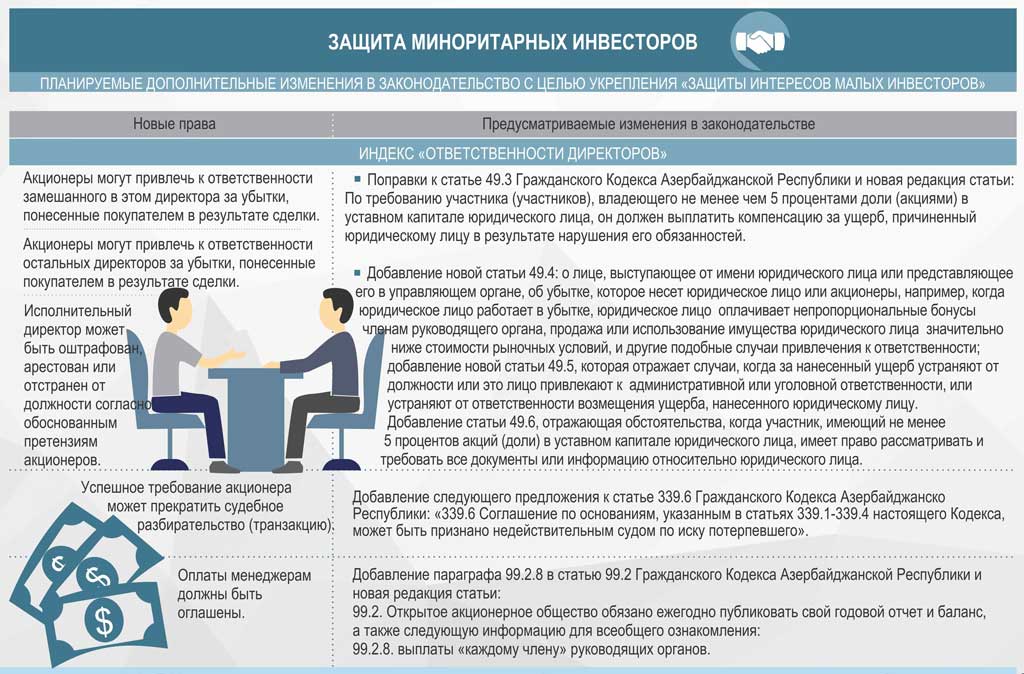 ЗАЩИТА МИНОРИТАРНЫХ ИНВЕСТОРОВ
ПЛАНИРУЕМЫЕ ДОПОЛНИТЕЛЬНЫЕ ИЗМЕНЕНИЯ В ЗАКОНОДАТЕЛЬСТВО С ЦЕЛЬЮ УКРЕПЛЕНИЯ «ЗАЩИТЫ ИНТЕРЕСОВ МАЛЫХ ИНВЕСТОРОВ»
Новые права
Предусматриваемые изменения в законодательстве
ИНДЕКС «ОТВЕТСТВЕННОСТИ ДИРЕКТОРОВ»
Акционеры могут привлечь к ответственности
замешанного в этом директора за убытки,
понесенные покупателем в результате сделки.
Акционеры могут привлечь к ответственности
остальных директоров за убытки, понесенные
покупателем в результате сделки.
Исполнительный
директор может
быть оштрафован,
арестован или
отстранен от
должности согласно
обоснованным
претензиям
акционеров.
▪ Поправки к статье 49.3 Гражданского Кодекса Азербайджанской Республики и новая редакция статьи:
По требованию участника (участников), владеющего не менее чем 5 процентами доли (акциями) в
уставном капитале юридического лица, он должен выплатить компенсацию за ущерб, причиненный
юридическому лицу в результате нарушения его обязанностей.
▪ Добавление новой статьи 49.4: о лице, выступающее от имени юридического лица или представляющее
его в управляющем органе, об убытке, которое несет юридическое лицо или акционеры, например, когда
юридическое лицо работает в убытке, юридическое лицо оплачивает непропорциональные бонусы
членам руководящего органа, продажа или использование имущества юридического лица значительно
ниже стоимости рыночных условий, и другие подобные случаи привлечения к ответственности;
добавление новой статьи 49.5, которая отражает случаи, когда за нанесенный ущерб устраняют от
должности или это лицо привлекают к административной или уголовной ответственности, или
устраняют от ответственности возмещения ущерба, нанесенного юридическому лицу.
Добавление статьи 49.6, отражающая обстоятельства, когда участник, имеющий не менее
5 процентов акций (доли) в уставном капитале юридического лица, имеет право рассматривать и
требовать все документы или информацию относительно юридического лица.
Успешное требование акционера
может прекратить судебное
разбирательство (транзакцию)
Добавление следующего предложения к статье 339.6 Гражданского Кодекса Азербайджанско
Республики: «339.6 Соглашение по основаниям, указанным в статьях 339.1-339.4 настоящего Кодекса,
может быть признано недействительным судом по иску потерпевшего».
Оплаты менеджерам
должны быть
оглашены.
Добавление параграфа 99.2.8 в статью 99.2 Гражданского Кодекса Азербайджанской Республики и
новая редакция статьи:
99.2. Открытое акционерное общество обязано ежегодно публиковать свой годовой отчет и баланс,
а также следующую информацию для всеобщего ознакомления:
99.2.8. выплаты «каждому члену» руководящих органов.